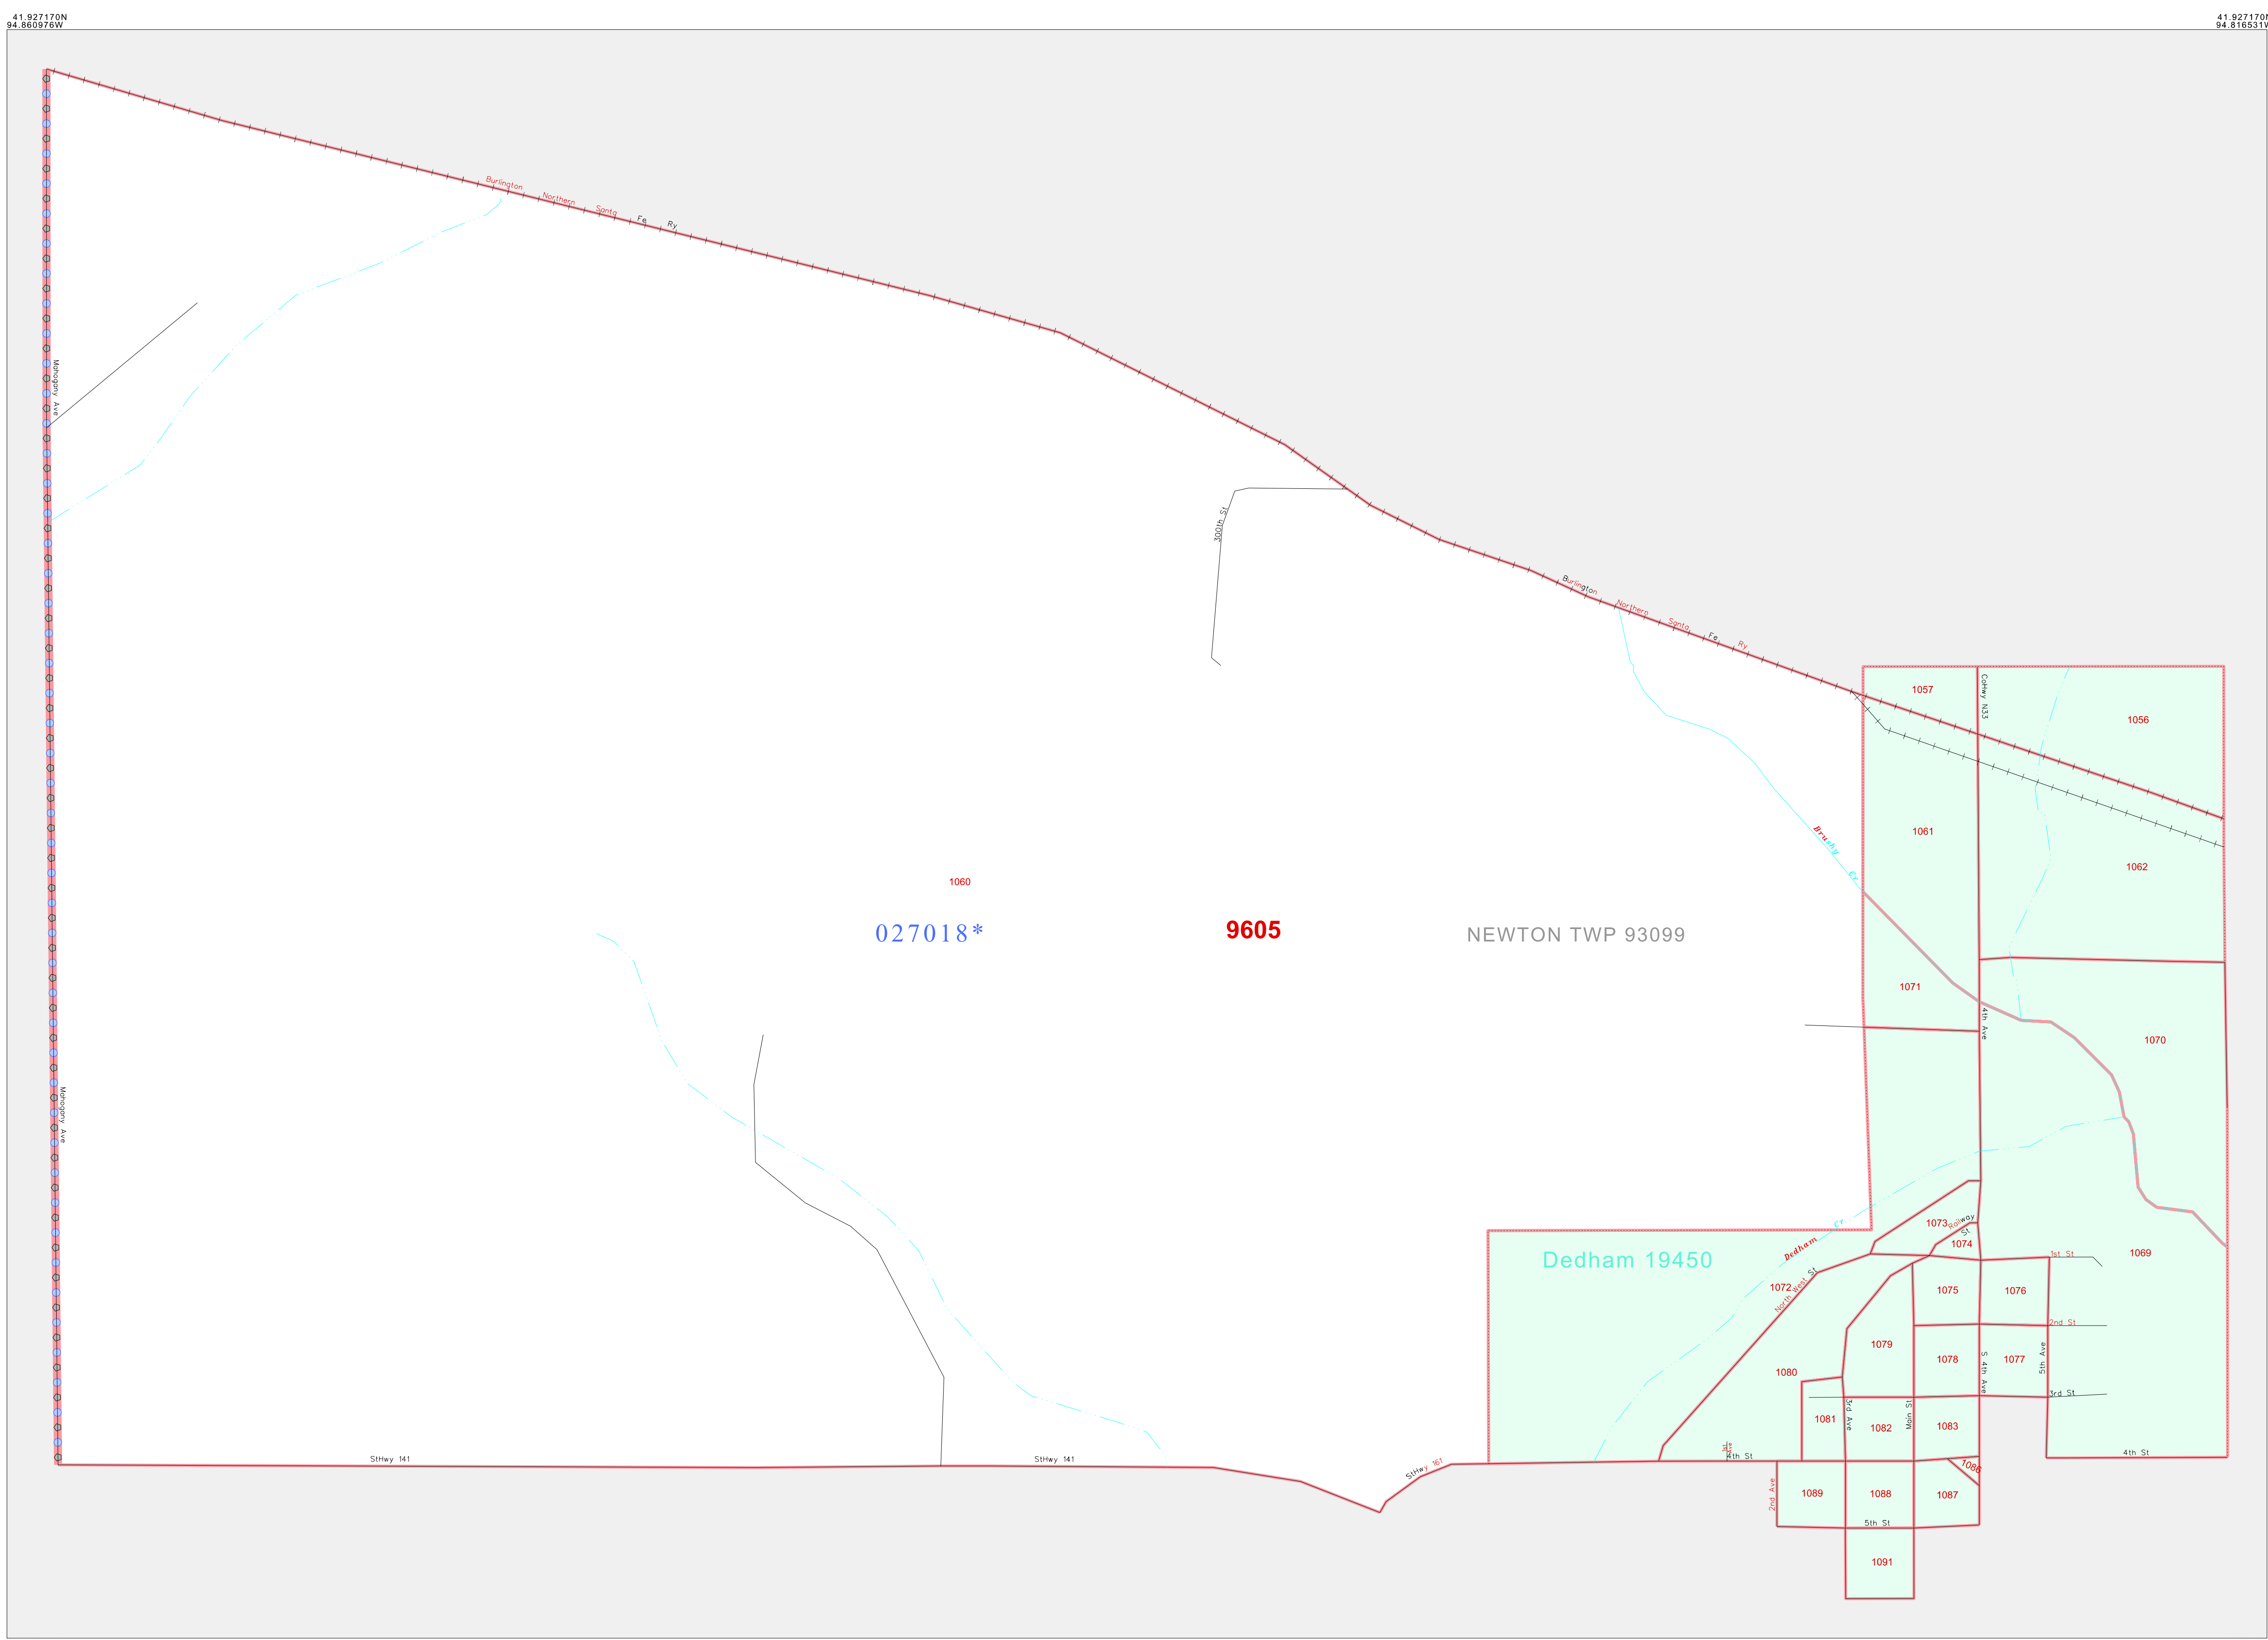 41.927170N
94.860976W
41.927170N
94.816531W
Burlington Northern Santa Fe Ry
Mahogany Ave
300th St
Burlington Northern Santa Fe Ry
1057
CoHwy N33
1056
1061
Brushy Cr
1062
1060
027018*
9605
NEWTON TWP 93099
1071
4th Ave
1070
Mahogany Ave
1073
Railway St
1074
Dedham Cr
Dedham 19450
1st St
1069
1072
North West St
1075
1076
2nd St
1079
1078
S 4th Ave
1077
5th Ave
1080
3rd St
1081
3rd Ave
1082
Main St
1083
StHwy 141
StHwy 141
StHwy 161
1st Ave
4th St
4th St
1086
2nd Ave
1089
1088
1087
5th St
1091